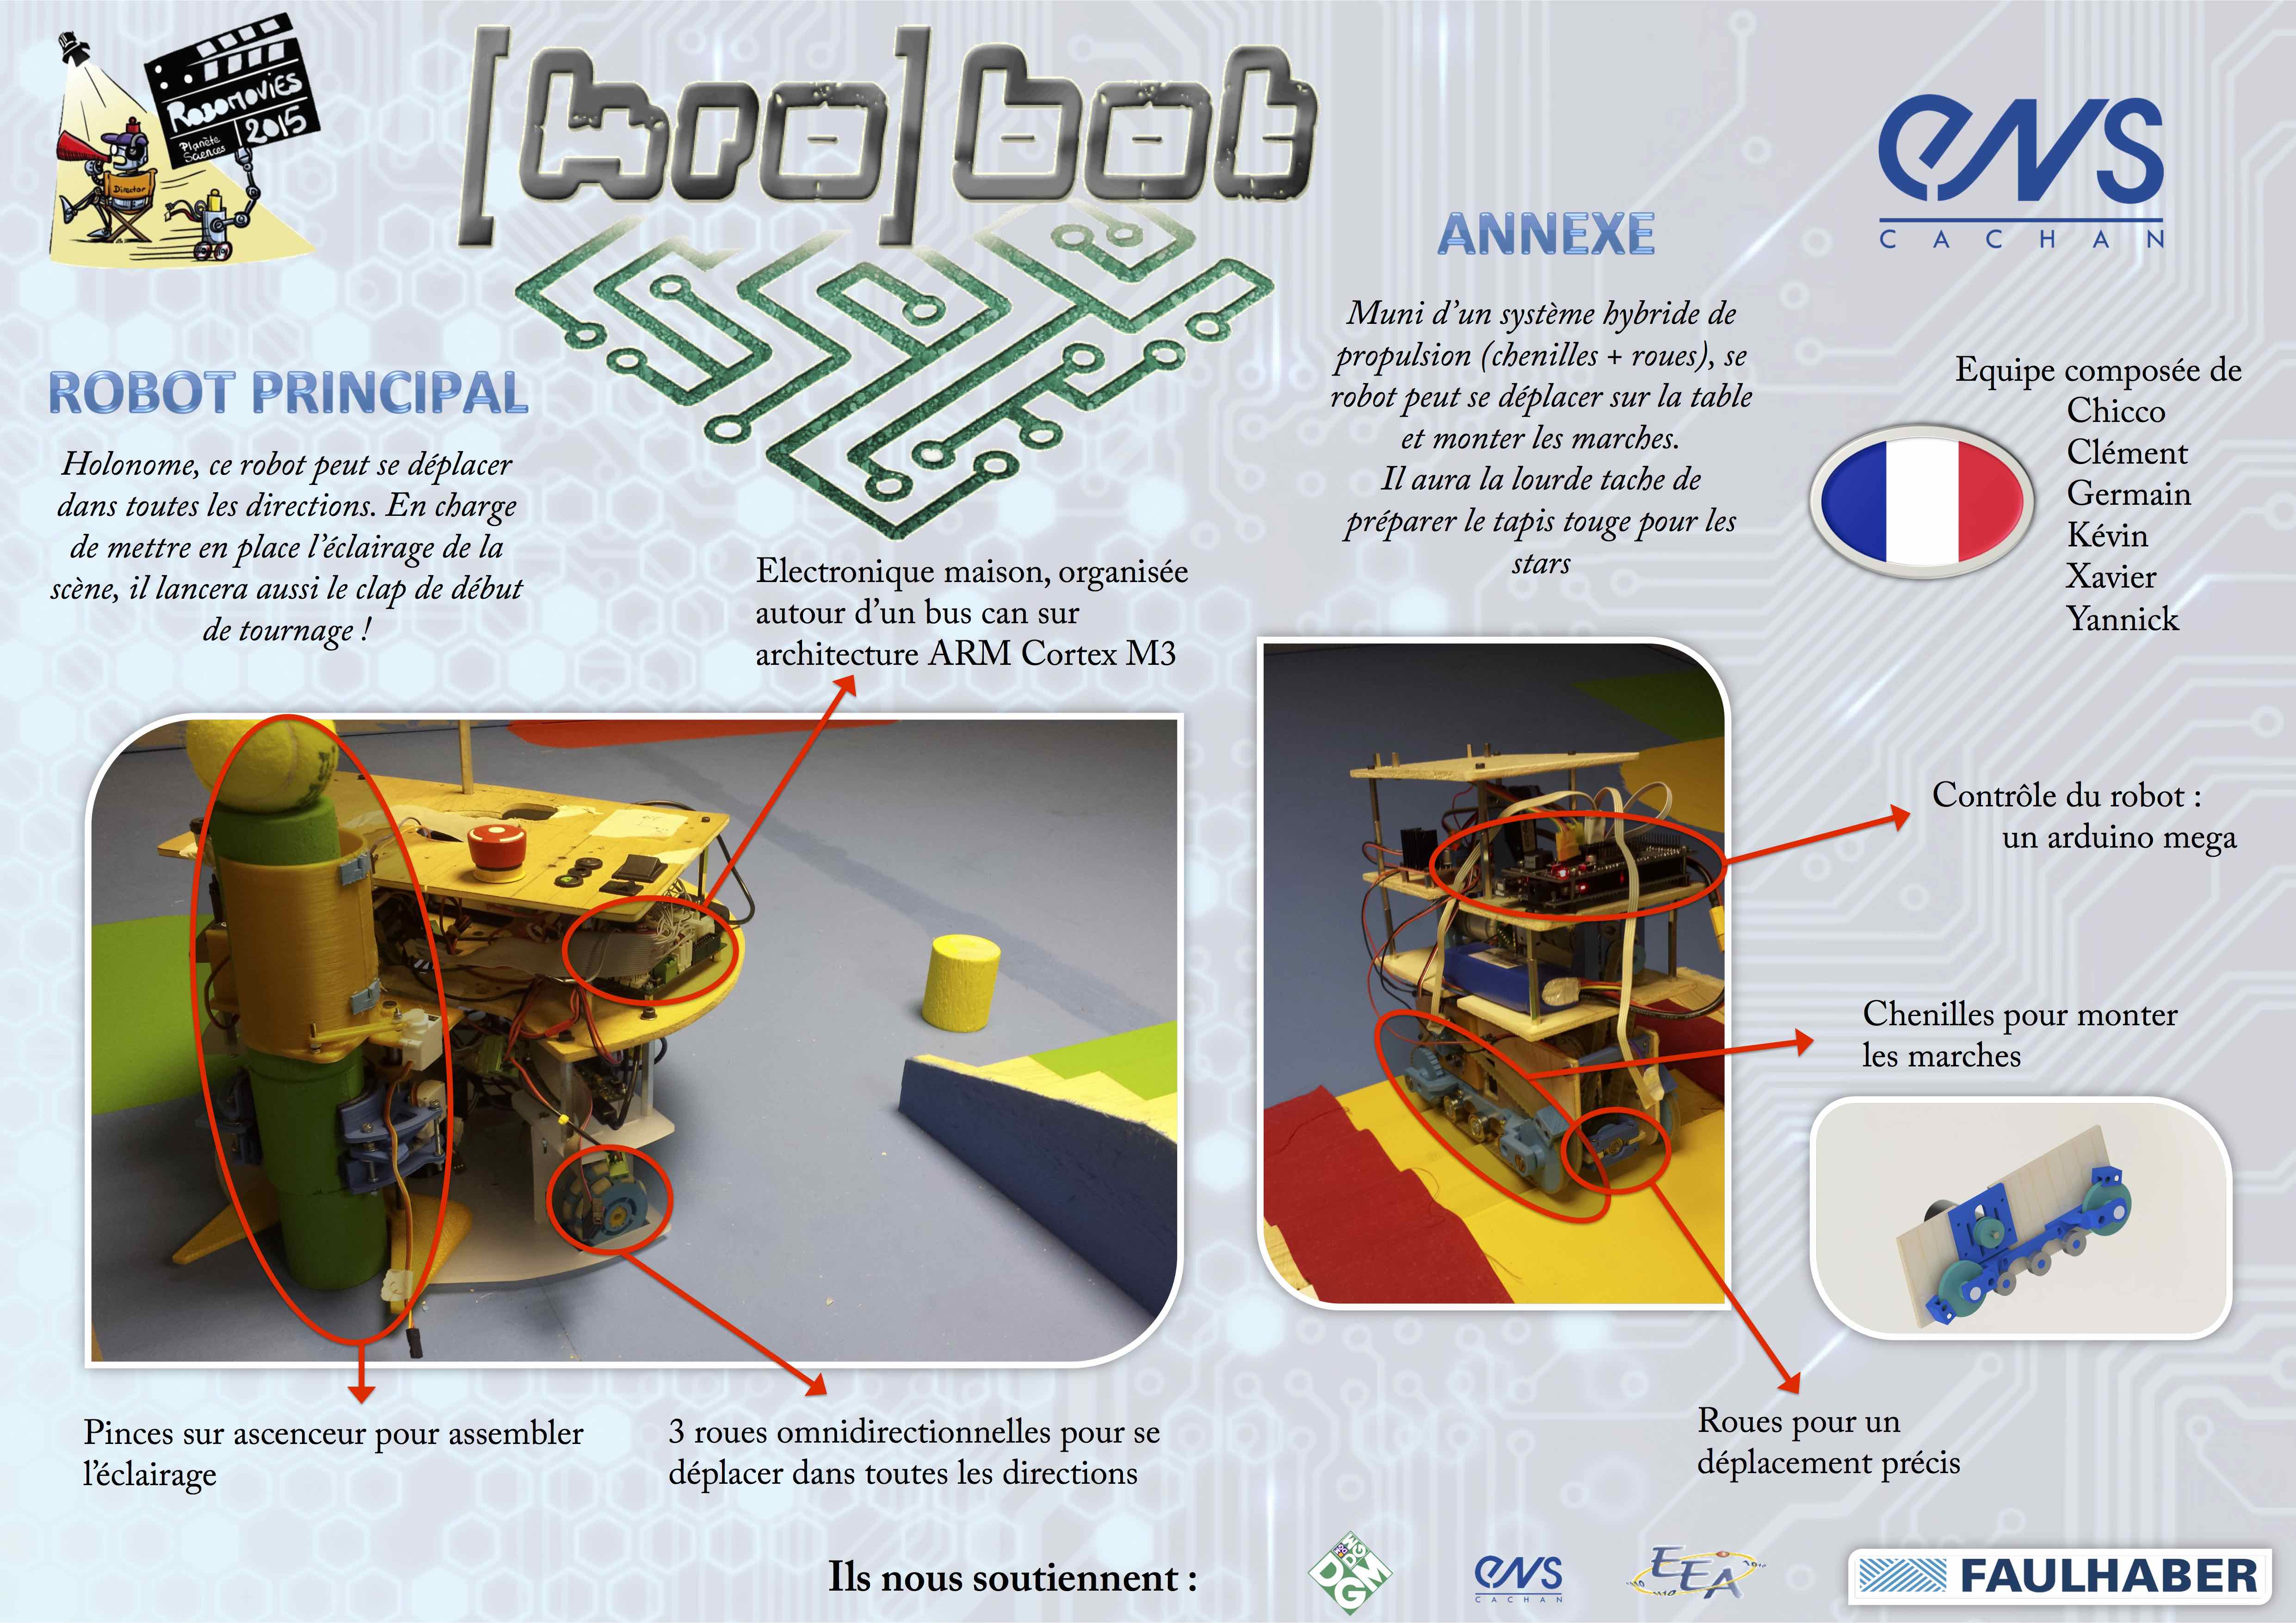 ROBOMOVIES
2015
Planète
Sciences
Director
[kro]bot
ens
CACHAN
ROBOT PRINCIPAL
Holonome, ce robot peut se déplacer
dans toutes les directions. En charge
de mettre en place l'éclairage de la
scène, il lancera aussi le clap de début
de tournage !
Electronique maison, organisée
autour d'un bus can sur
architecture ARM Cortex M3
ANNEXE
Muni d'un système hybride de
propulsion (chenilles + roues), se
robot peut se déplacer sur la table
et monter les marches.
Il aura la lourde tache de
préparer le tapis touge pour les
stars
Equipe composée de
Chicco
Clément
Germain
Kévin
Xavier
Yannick
Contrôle du robot :
un arduino mega
Chenilles pour monter
les marches
Pinces sur ascenceur pour assembler
l'éclairage
3 roues omnidirectionnelles pour se
déplacer dans toutes les directions
Roues pour un
déplacement précis
Ils nous soutiennent :
DGM
ens
CACHAN
EEA
FAULHABER